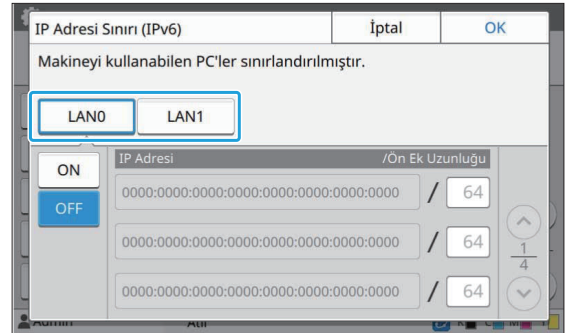 IP Adresi Sınırı (IPv6) İptal OK
Makineyi kullanabilen PC'ler sınırlandırılmıştır.
LAN0 LAN1
IP Adresi /Ön Ek Uzunluğu
ON
0000:0000:0000:0000:0000:0000:0000:0000 / 64
OFF
0000:0000:0000:0000:0000:0000:0000:0000 / 64
1
4
0000:0000:0000:0000:0000:0000:0000:0000 / 64
Admin